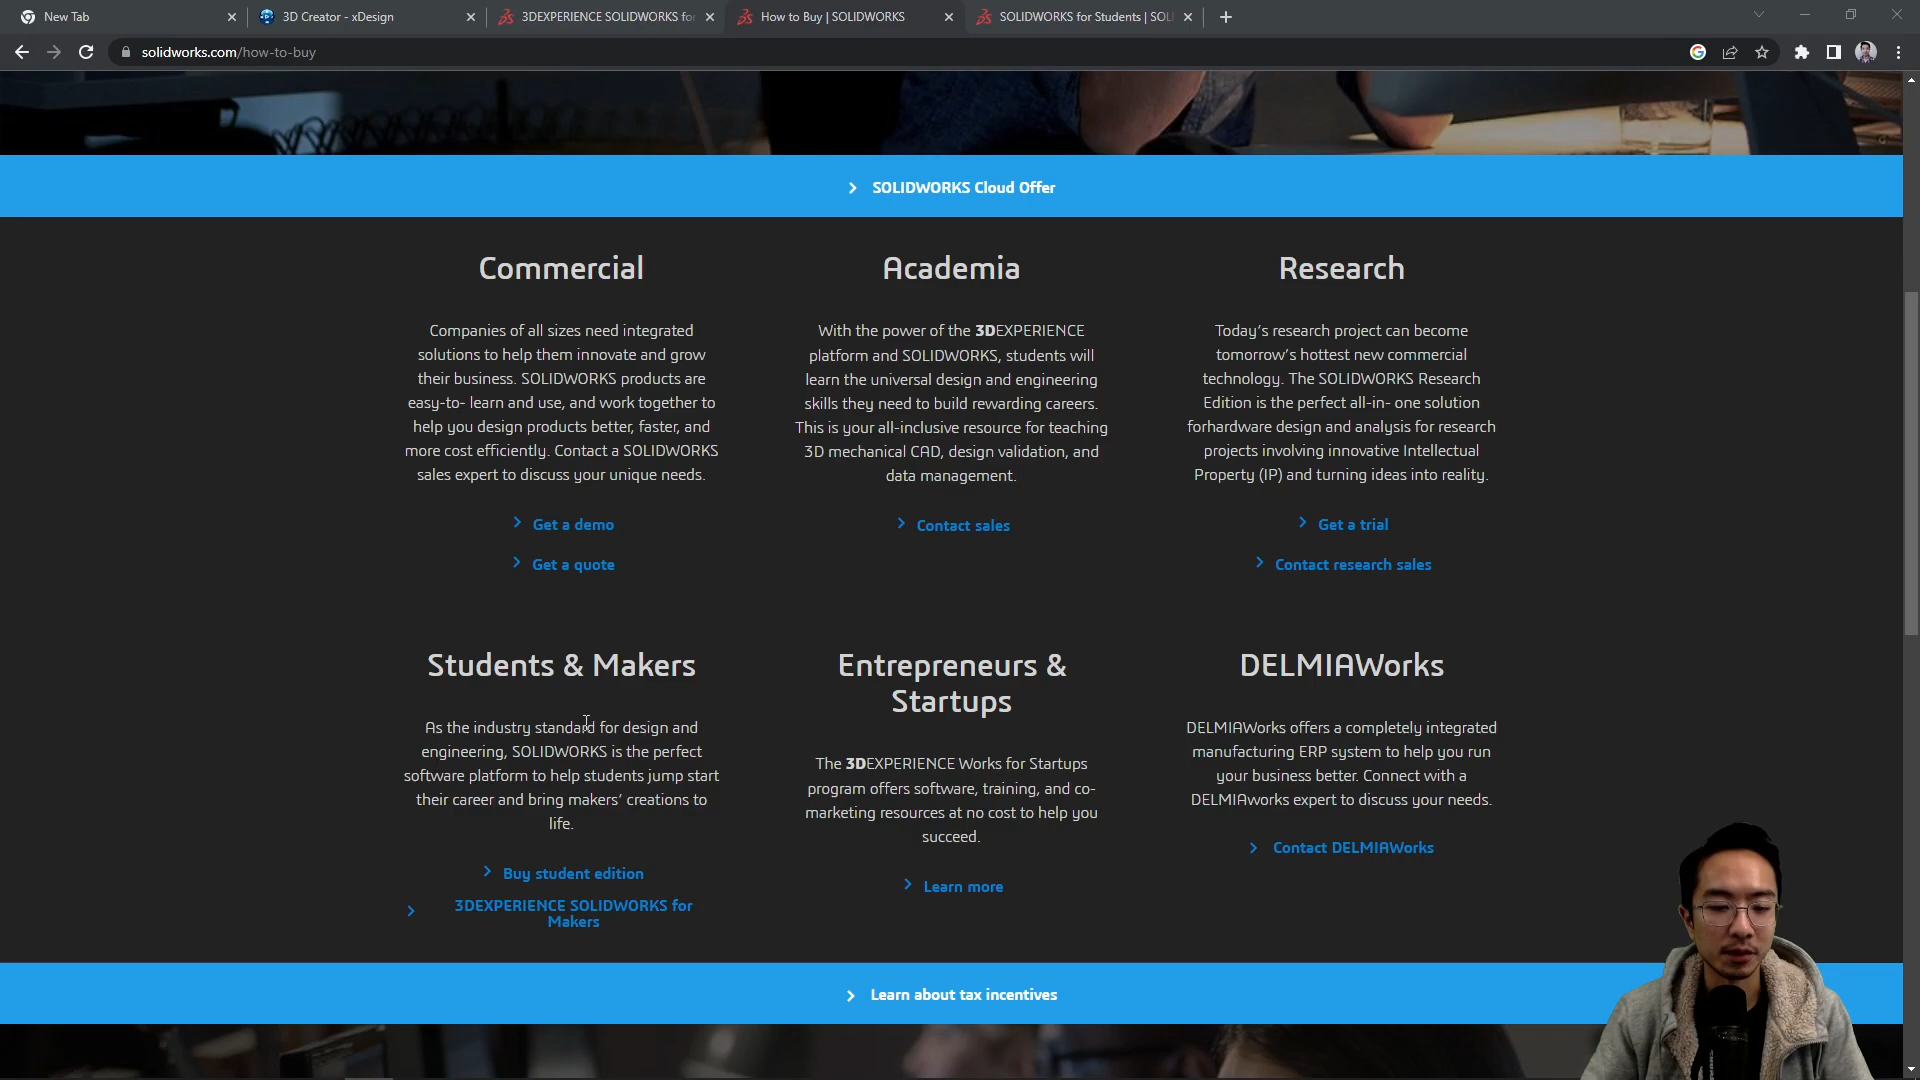 New Tab
3D Creator - xDesign
3DEXPERIENCE SOLIDWORKS for
How to Buy | SOLIDWORKS
SOLIDWORKS for Students | SOL
solidworks.com/how-to-buy
SOLIDWORKS Cloud Offer
Commercial
Companies of all sizes need integrated
solutions to help them innovate and grow
their business. SOLIDWORKS products are
easy-to- learn and use, and work together to
help you design products better, faster, and
more cost efficiently. Contact a SOLIDWORKS
sales expert to discuss your unique needs.
Get a demo
Get a quote
Academia
With the power of the 3DEXPERIENCE
platform and SOLIDWORKS, students will
learn the universal design and engineering
skills they need to build rewarding careers.
This is your all-inclusive resource for teaching
3D mechanical CAD, design validation, and
data management.
Contact sales
Research
Today's research project can become
tomorrow's hottest new commercial
technology. The SOLIDWORKS Research
Edition is the perfect all-in- one solution
forhardware design and analysis for research
projects involving innovative Intellectual
Property (IP) and turning ideas into reality.
Get a trial
Contact research sales
Students & Makers
As the industry standard for design and
engineering, SOLIDWORKS is the perfect
software platform to help students jump start
their career and bring makers' creations to
life.
Buy student edition
3DEXPERIENCE SOLIDWORKS for
Makers
Entrepreneurs &
Startups
The 3DEXPERIENCE Works for Startups
program offers software, training, and co-
marketing resources at no cost to help you
succeed.
Learn more
DELMIAWorks
DELMIAWorks offers a completely integrated
manufacturing ERP system to help you run
your business better. Connect with a
DELMIAworks expert to discuss your needs.
Contact DELMIAWorks
Learn about tax incentives